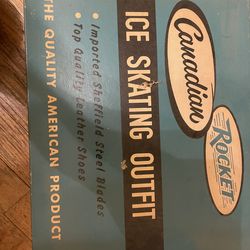 Canadian
ROCKET
ICE SKATING OUTFIT
• Imported Sheffield Steel Blades
• Top Quality Leather Shoes
THE QUALITY AMERICAN PRODUCT